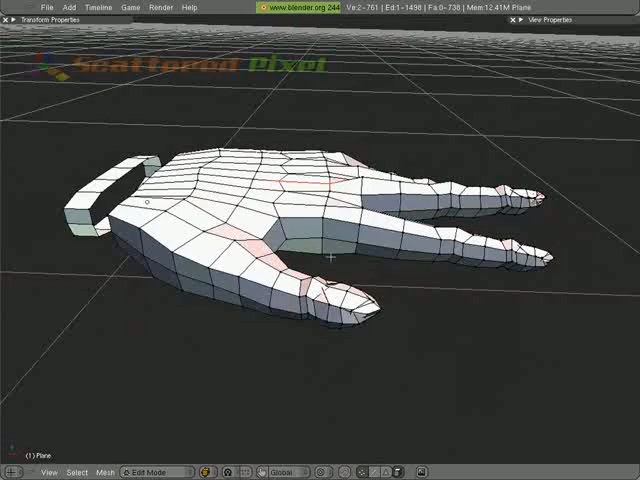 File Add Timeline Game Render Help www.blender.org 244 Ve:2-761 | Ed:1-1498 | Fa:0-738 | Mem:12.41M Plane
Transform Properties View Properties
Scattered Pixel
(1) Plane
View Select Mesh Edit Mode Global